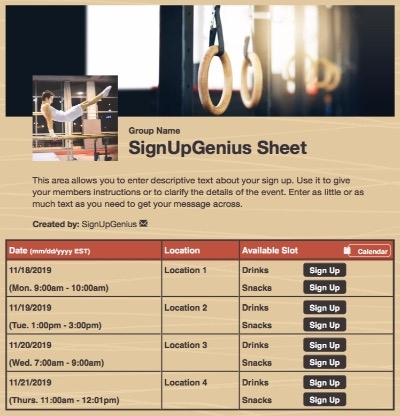 Group Name
SignUpGenius Sheet
This area allows you to enter descriptive text about your sign up. Use it to give
your members instructions or to clarify the details of the event. Enter as little or as
much text as you need to get your message across.
Created by: SignUpGenius
Date (mm/dd/yyyy EST) Location Available Slot Calendar
11/18/2019 Location 1 Drinks Sign Up
(Mon. 9:00am - 10:00am) Snacks Sign Up
11/19/2019 Location 2 Drinks Sign Up
(Tue. 1:00pm - 3:00pm) Snacks Sign Up
11/20/2019 Location 3 Drinks Sign Up
(Wed. 7:00am - 9:00am) Snacks Sign Up
11/21/2019 Location 4 Drinks Sign Up
(Thurs. 11:00am - 12:01pm) Snacks Sign Up